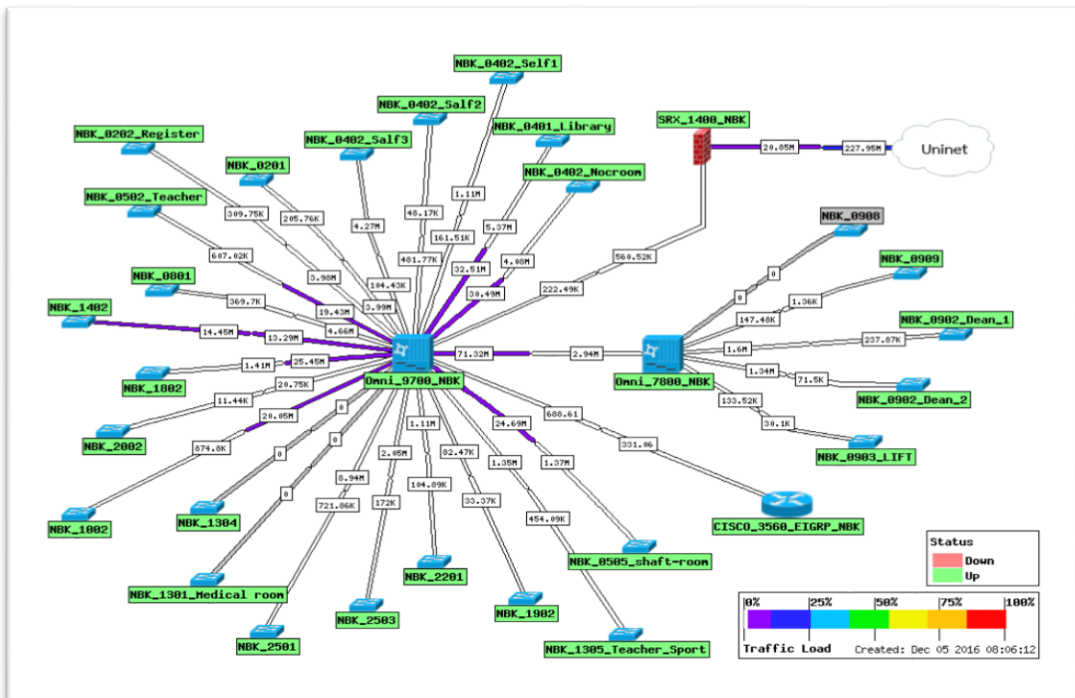 NBK_0402_Self1
NBK_0402_Salf2
NBK_0401_Library
SRX_1400_NBK
NBK_0202_Register
NBK_0402_Salf3
20.85M
227.95M
Uninet
NBK_0201
NBK_0402_Nocroom
NBK_0502_Teacher
1.11M
309.75K
205.76K
4.27M
48.17K
161.51K
5.37M
NBK_0908
607.02K
481.77K
32.51M
4.08M
560.52K
NBK_0909
NBK_0801
3.98M
104.43K
30.49M
0
369.7K
3.99M
222.49K
0
1.36K
NBK_1402
19.43M
147.48K
NBK_0902_Dean_1
14.45M
13.29M
4.66M
237.87K
1.6M
71.32M
2.94M
1.41M
25.45M
1.34M
71.5K
NBK_1802
Omni_9700_NBK
Omni_7800_NBK
20.75K
133.52K
NBK_0902_Dean_2
11.44K
20.05M
0
688.61
30.1K
NBK_2002
874.8K
0
0
1.11M
24.69M
331.06
NBK_0903_LIFT
0
2.05M
82.47K
1.35M
1.37M
8.94M
104.89K
33.37K
721.86K
172K
454.09K
NBK_1002
NBK_1304
CISCO_3560_EIGRP_NBK
NBK_2201
NBK_0505_shaft-room
NBK_1301_Medical room
NBK_2503
NBK_1902
NBK_2501
NBK_1305_Teacher_Sport
Status
Down
Up
0% 25% 50% 75% 100%
Traffic Load Created: Dec 05 2016 08:06:12